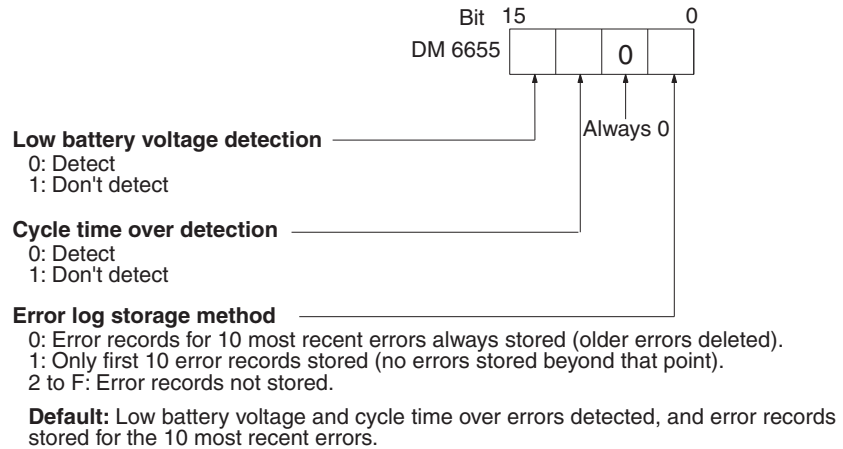 Bit 15 0
DM 6655 0
Always 0
Low battery voltage detection
0: Detect
1: Don't detect
Cycle time over detection
0: Detect
1: Don't detect
Error log storage method
0: Error records for 10 most recent errors always stored (older errors deleted).
1: Only first 10 error records stored (no errors stored beyond that point).
2 to F: Error records not stored.
Default: Low battery voltage and cycle time over errors detected, and error records
stored for the 10 most recent errors.